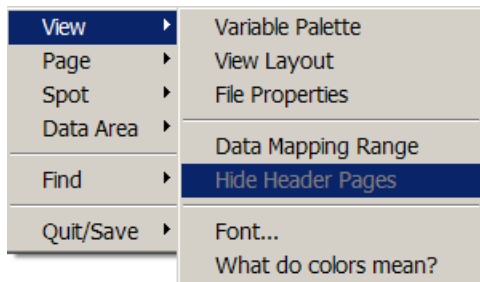 View
Page
Spot
Data Area
Find
Quit/Save
Variable Palette
View Layout
File Properties
Data Mapping Range
Hide Header Pages
Font...
What do colors mean?